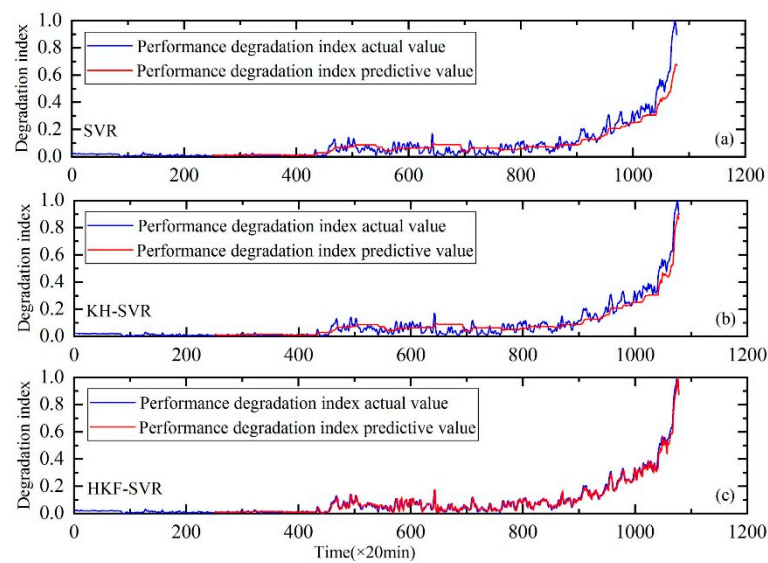 1.0
0.8
0.6
0.4
0.2
0.0
Degradation index
Performance degradation index actual value
Performance degradation index predictive value
SVR
(a)
0 200 400 600 800 1000 1200
1.0
0.8
0.6
0.4
0.2
0.0
Degradation index
Performance degradation index actual value
Performance degradation index predictive value
KH-SVR
(b)
0 200 400 600 800 1000 1200
1.0
0.8
0.6
0.4
0.2
0.0
Degradation index
Performance degradation index actual value
Performance degradation index predictive value
HKF-SVR
(c)
0 200 400 600 800 1000 1200
Time(×20min)